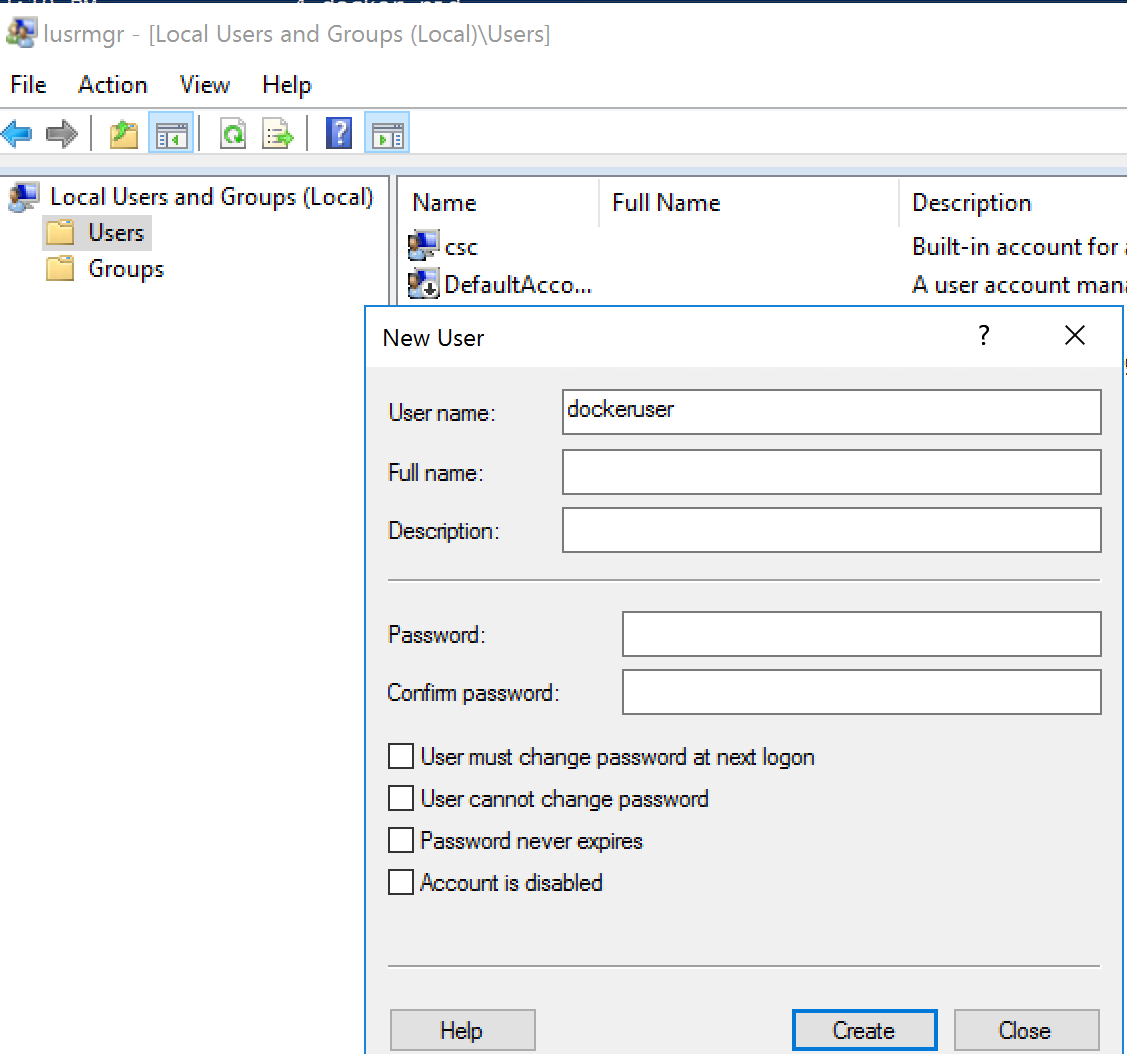 lusrmgr - [Local Users and Groups (Local)\Users]
File Action View Help
Local Users and Groups (Local)
Users
Groups
Name Full Name Description
csc Built-in account for
DefaultAcco... A user account
New User ?
User name: dockeruser
Full name:
Description:
Password:
Confirm password:
User must change password at next logon
User cannot change password
Password never expires
Account is disabled
Help Create Close